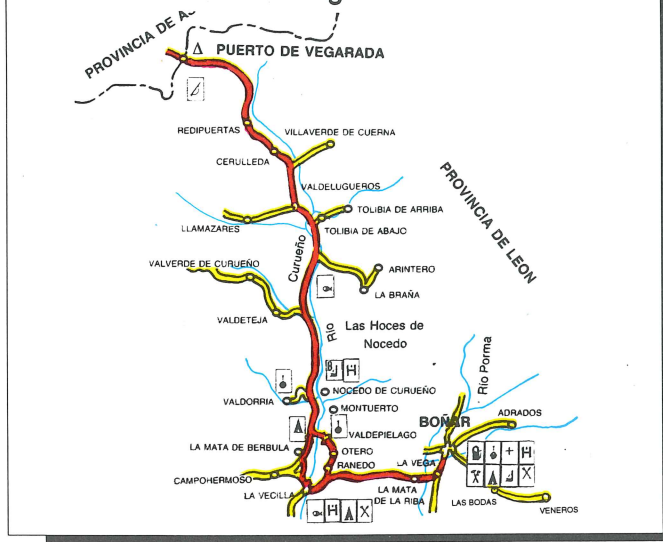 PROVINCIA DE
PUERTO DE VEGARADA
REDIPUERTAS
VILLAVERDE DE CUERNA
CERULLEDA
VALDELUGUEROS
TOLIBIA DE ARRIBA
LLAMAZARES
TOLIBIA DE ABAJO
PROVINCIA DE LEON
Curueño
VALVERDE DE CURUEÑO
ARINTERO
LA BRAÑA
VALDETEJA
Río
Las Hoces de
Nocedo
Río Porma
NOCEDO DE CURUEÑO
VALDORRIA
MONTUERTO
BOÑAR
ADRADOS
VALDEPIELAGO
LA MATA DE BERBULA
OTERO
LA VEGA
RANEDO
CAMPOHERMOSO
LA VECILLA
LA MATA
DE LA RIBA
LAS BODAS
VENEROS